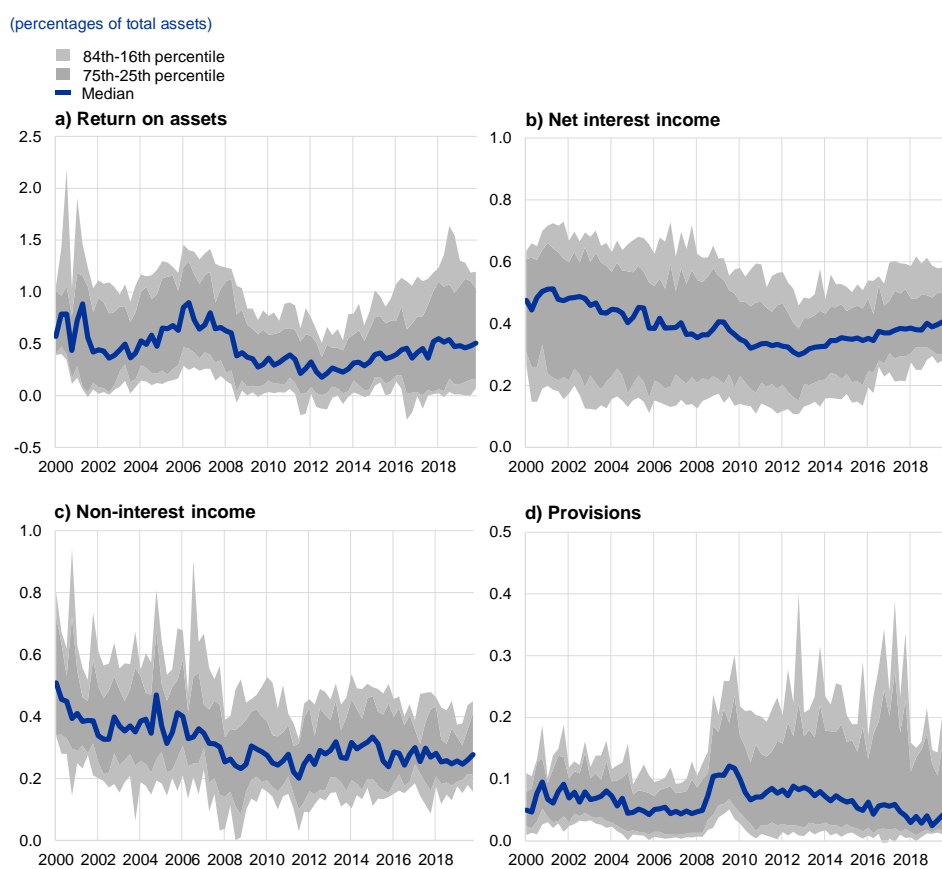 (percentages of total assets)
84th-16th percentile
75th-25th percentile
Median
a) Return on assets
2.5
2.0
1.5
1.0
0.5
0.0
-0.5
2000 2002 2004 2006 2008 2010 2012 2014 2016 2018
b) Net interest income
1.0
0.8
0.6
0.4
0.2
0.0
2000 2002 2004 2006 2008 2010 2012 2014 2016 2018
c) Non-interest income
1.0
0.8
0.6
0.4
0.2
0.0
2000 2002 2004 2006 2008 2010 2012 2014 2016 2018
d) Provisions
0.5
0.4
0.3
0.2
0.1
0.0
2000 2002 2004 2006 2008 2010 2012 2014 2016 2018